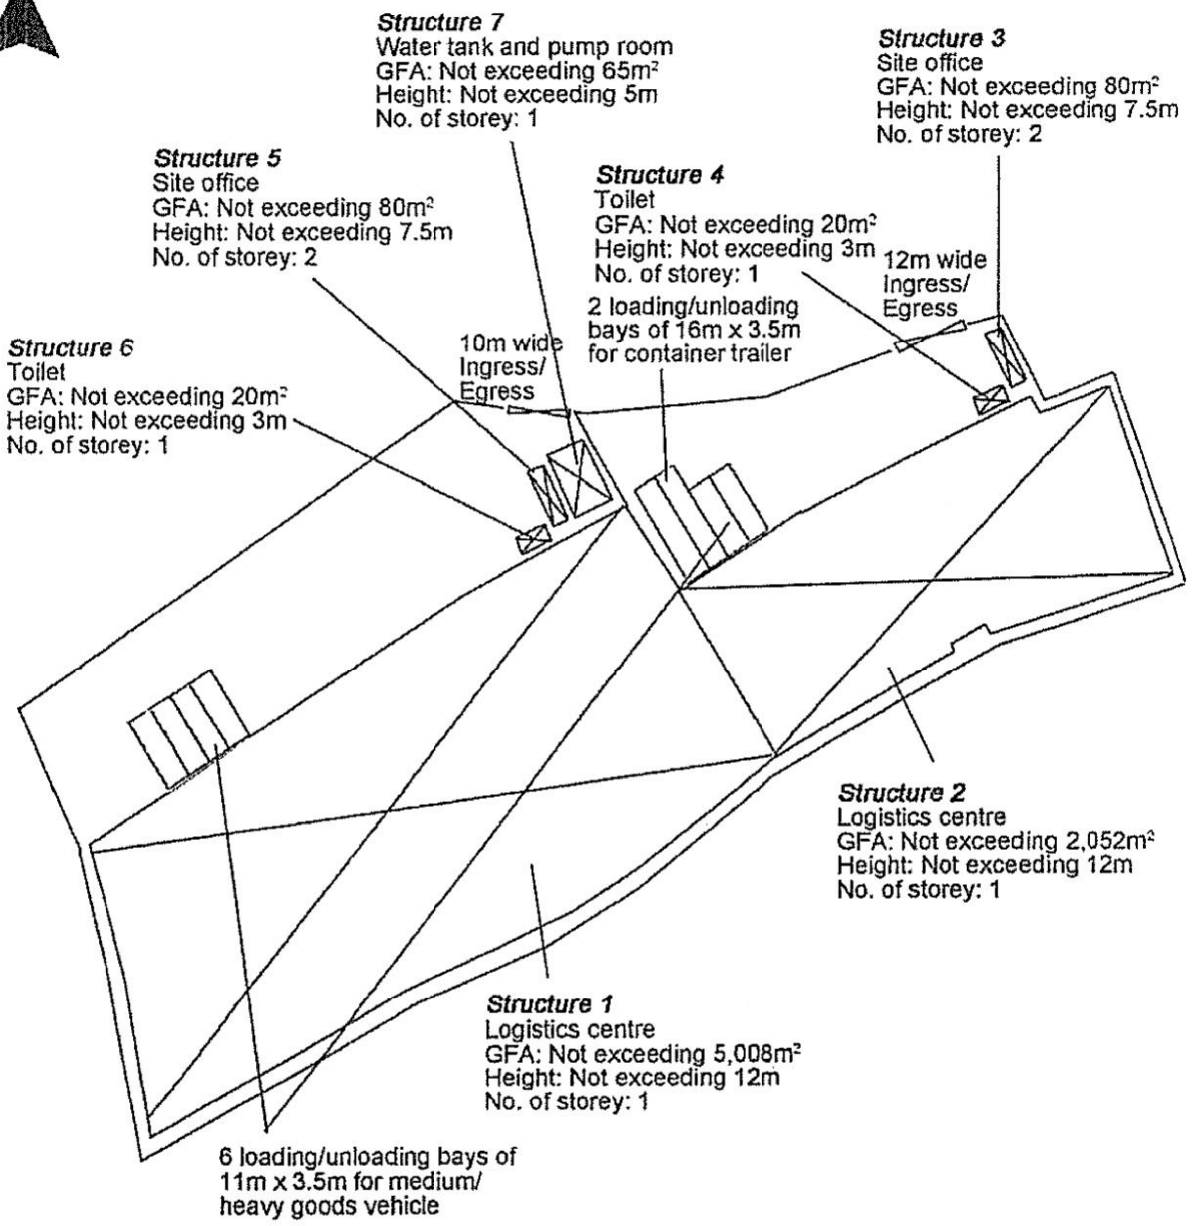 Structure 7
Water tank and pump room
GFA: Not exceeding 65m²
Height: Not exceeding 5m
No. of storey: 1
Structure 3
Site office
GFA: Not exceeding 80m²
Height: Not exceeding 7.5m
No. of storey: 2
Structure 5
Site office
GFA: Not exceeding 80m²
Height: Not exceeding 7.5m
No. of storey: 2
Structure 4
Toilet
GFA: Not exceeding 20m²
Height: Not exceeding 3m
No. of storey: 1
12m wide
Ingress/
Egress
2 loading/unloading
bays of 16m x 3.5m
for container trailer
10m wide
Ingress/
Egress
Structure 6
Toilet
GFA: Not exceeding 20m²
Height: Not exceeding 3m
No. of storey: 1
Structure 2
Logistics centre
GFA: Not exceeding 2,052m²
Height: Not exceeding 12m
No. of storey: 1
Structure 1
Logistics centre
GFA: Not exceeding 5,008m²
Height: Not exceeding 12m
No. of storey: 1
6 loading/unloading bays of
11m x 3.5m for medium/
heavy goods vehicle